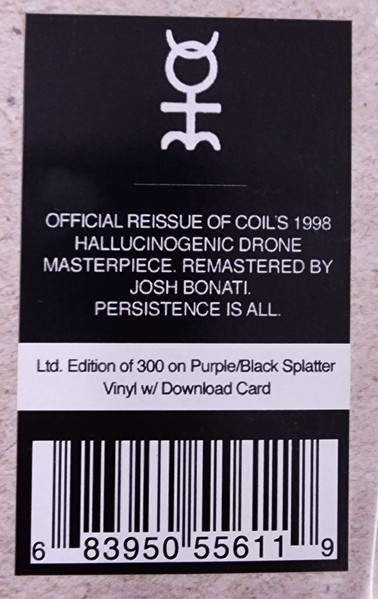 OFFICIAL REISSUE OF COIL'S 1998
HALLUCINOGENIC DRONE
MASTERPIECE. REMASTERED BY
JOSH BONATI.
PERSISTENCE IS ALL.
Ltd. Edition of 300 on Purple/Black Splatter
Vinyl w/ Download Card
6 83950 55611 9